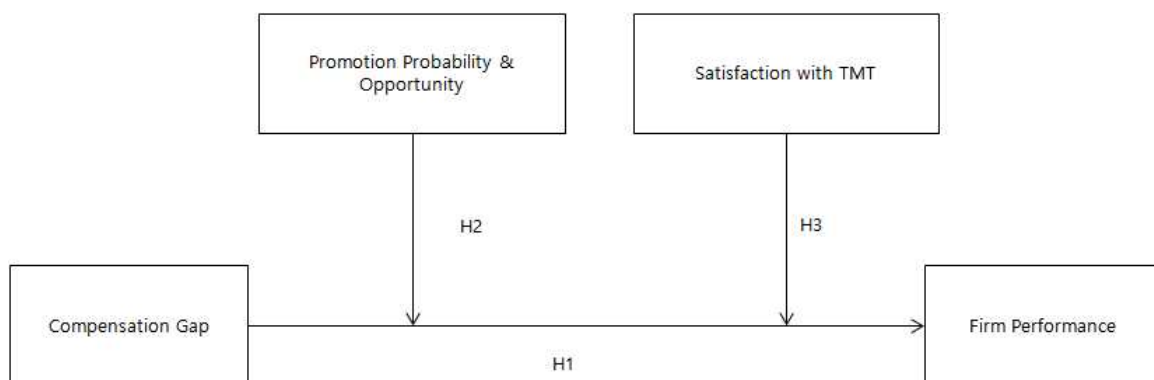 Promotion Probability &
Opportunity
Satisfaction with TMT
H2
H3
Compensation Gap
Firm Performance
H1